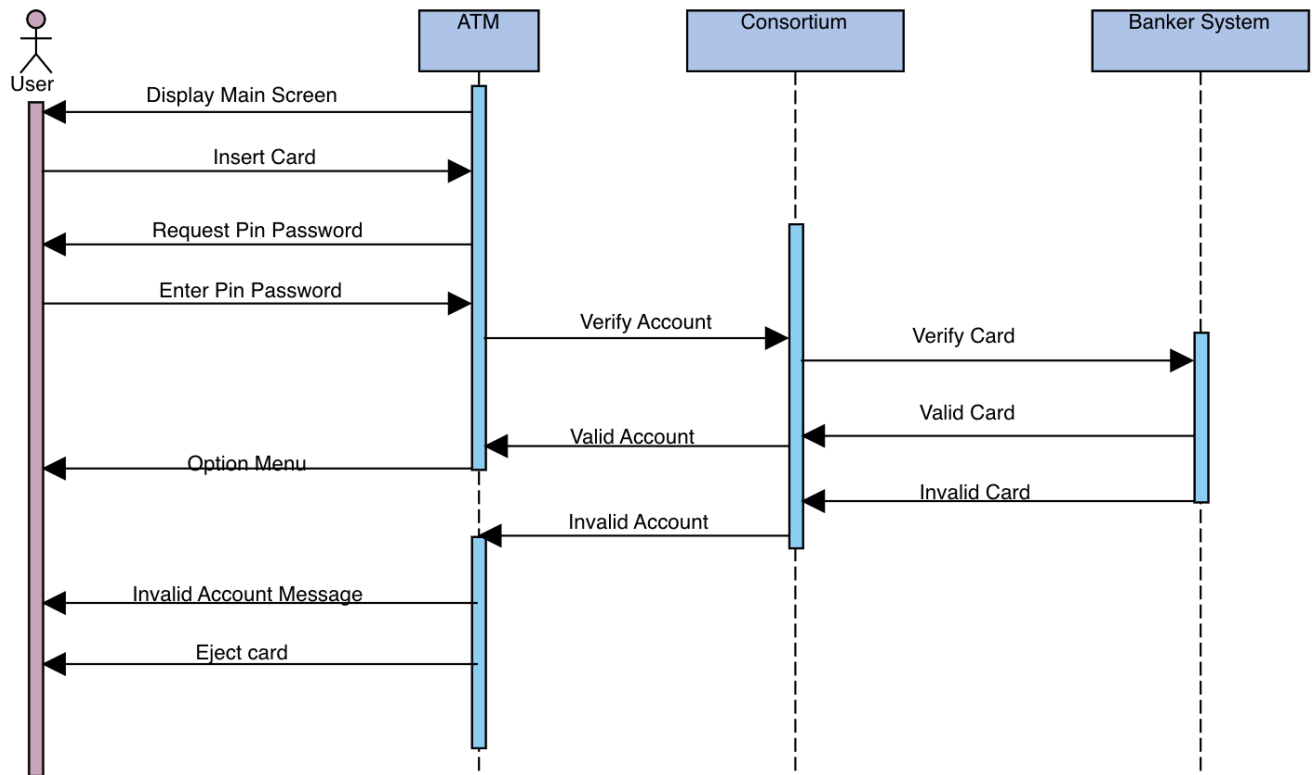 ATM
Consortium
Banker System
User
Display Main Screen
Insert Card
Request Pin Password
Enter Pin Password
Verify Account
Verify Card
Valid Card
Valid Account
Option Menu
Invalid Card
Invalid Account
Invalid Account Message
Eject card